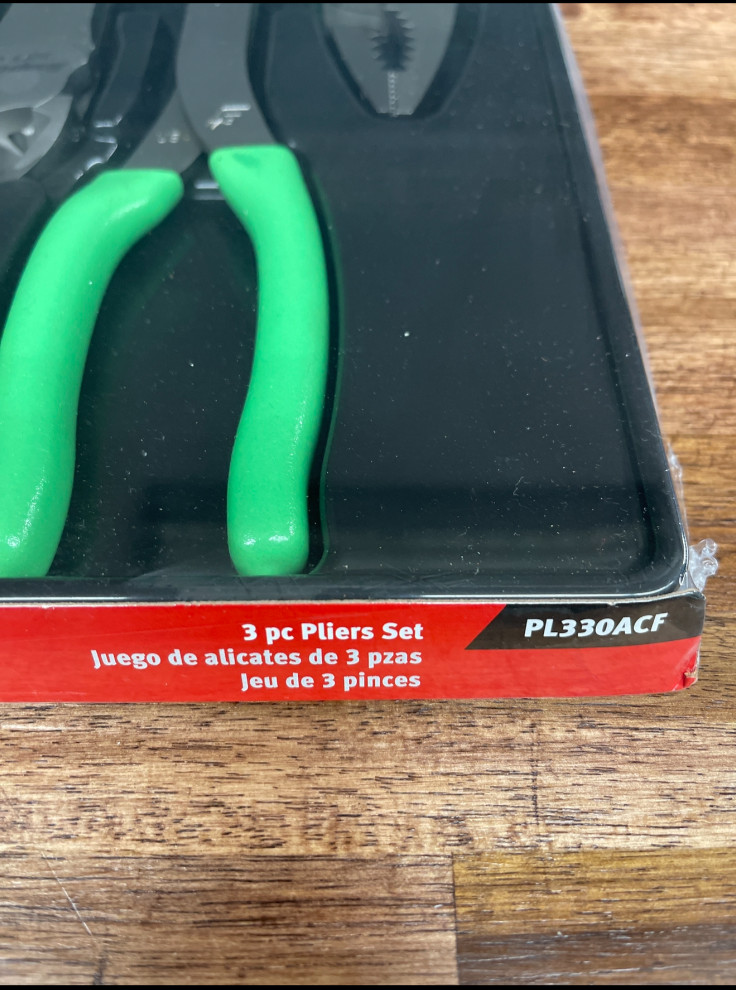 3 pc Pliers Set
Juego de alicates de 3 pzas
Jeu de 3 pinces
PL330ACF